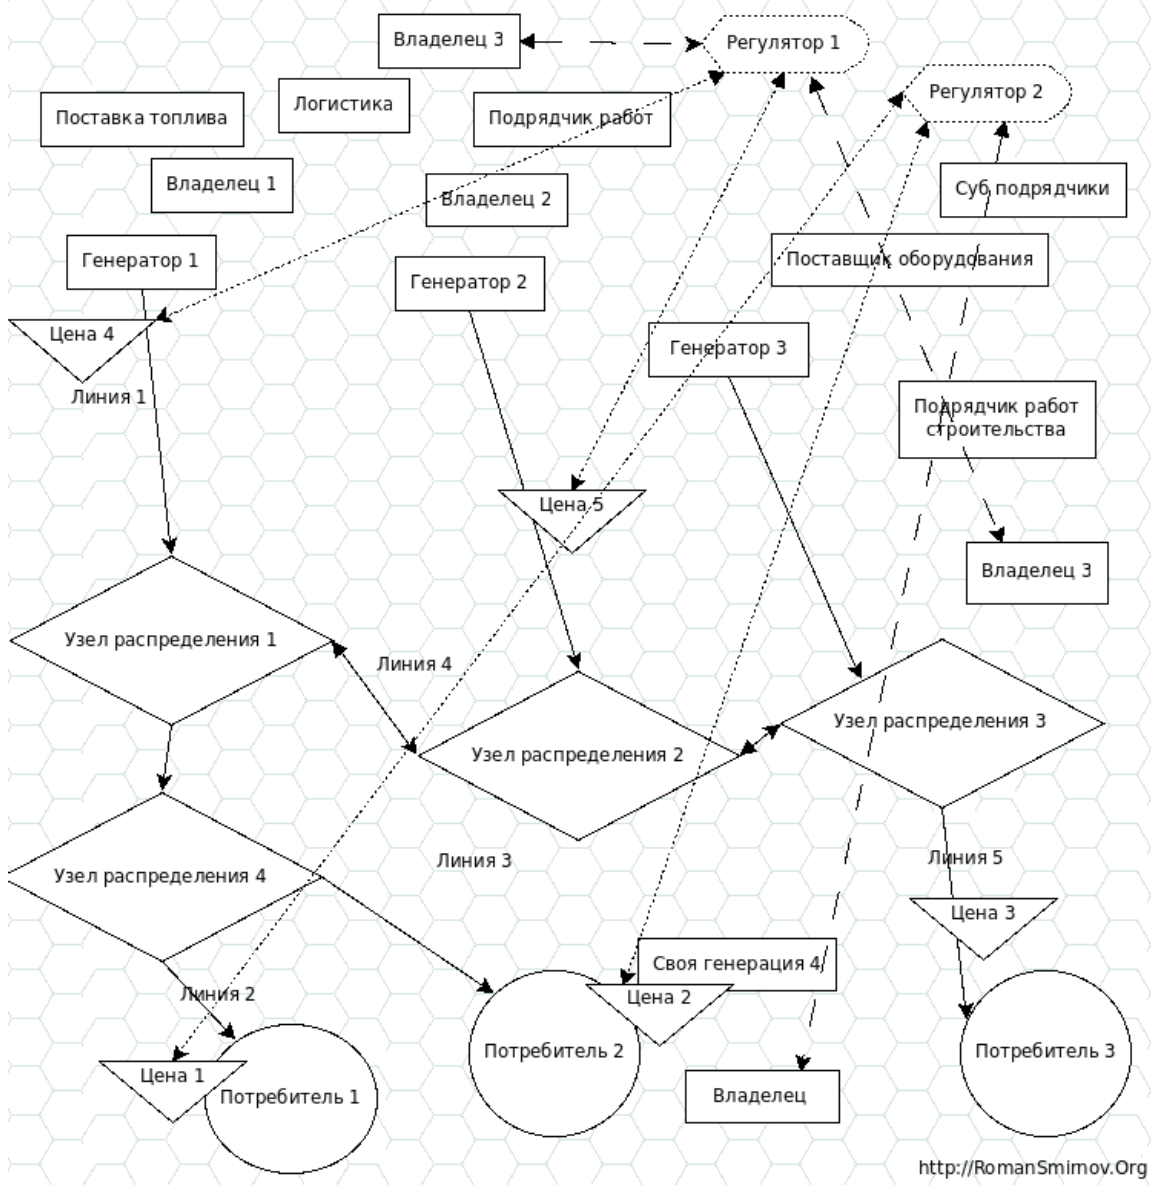 Владелец 3
Регулятор 1
Регулятор 2
Логистика
Поставка топлива
Подрядчик работ
Владелец 1
Владелец 2
Суб подрядчики
Генератор 1
Поставщик оборудования
Генератор 2
Цена 4
Генератор 3
Линия 1
Подрядчик работ
строительства
Цена 5
Владелец 3
Узел распределения 1
Линия 4
Узел распределения 3
Узел распределения 2
Линия 3
Линия 5
Узел распределения 4
Цена 3
Своя генерация 4
Линия 2
Цена 2
Потребитель 2
Потребитель 3
Цена 1
Потребитель 1
Владелец
http://RomanSmirnov.Org